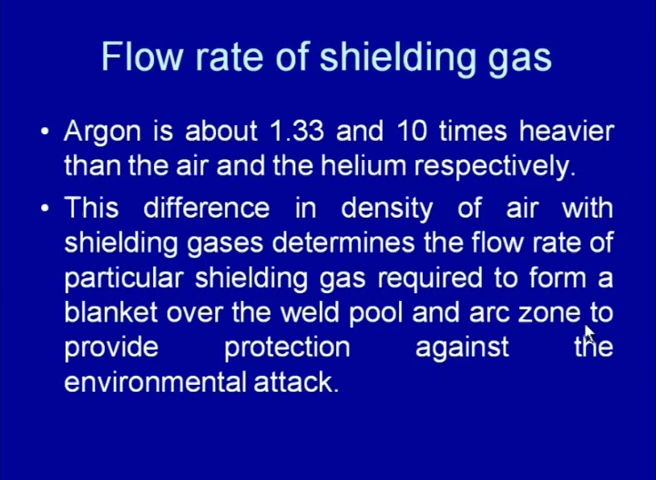 Flow rate of shielding gas
• Argon is about 1.33 and 10 times heavier
than the air and the helium respectively.
• This difference in density of air with
shielding gases determines the flow rate of
particular shielding gas required to form a
blanket over the weld pool and arc zone to
provide protection against the
environmental attack.